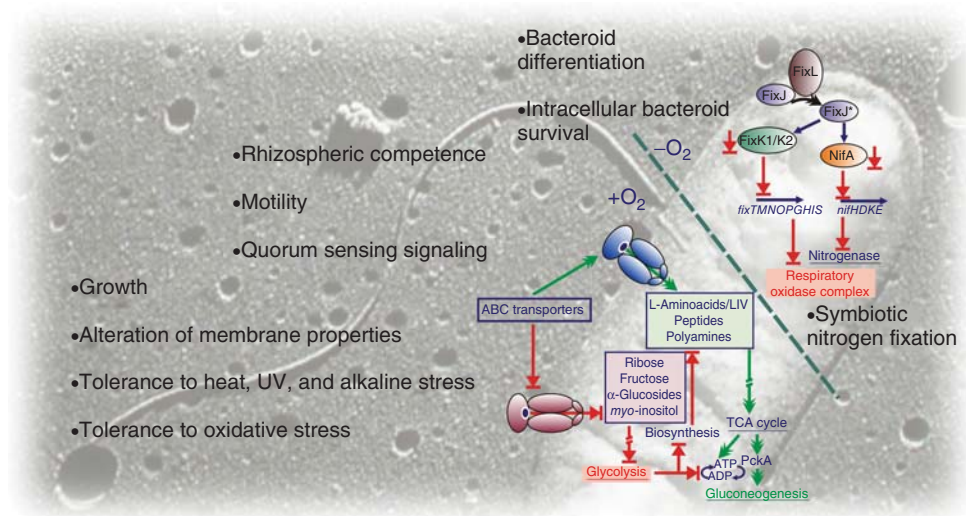 •Bacteroid
differentiation
•Intracellular bacteroid
survival
•Rhizospheric competence
•Motility
•Quorum sensing signaling
•Growth
•Alteration of membrane properties
•Tolerance to heat, UV, and alkaline stress
•Tolerance to oxidative stress
−O₂
+O₂
FixL
FixJ
FixJ*
FixK1/K2
NifA
fixTMNOPGHIS
nifHDKE
Nitrogenase
Respiratory
oxidase complex
•Symbiotic
nitrogen fixation
ABC transporters
L-Aminoacids/LIV
Peptides
Polyamines
Ribose
Fructose
α-Glucosides
myo-inositol
Biosynthesis
TCA cycle
Glycolysis
ATP
ADP
PckA
Gluconeogenesis